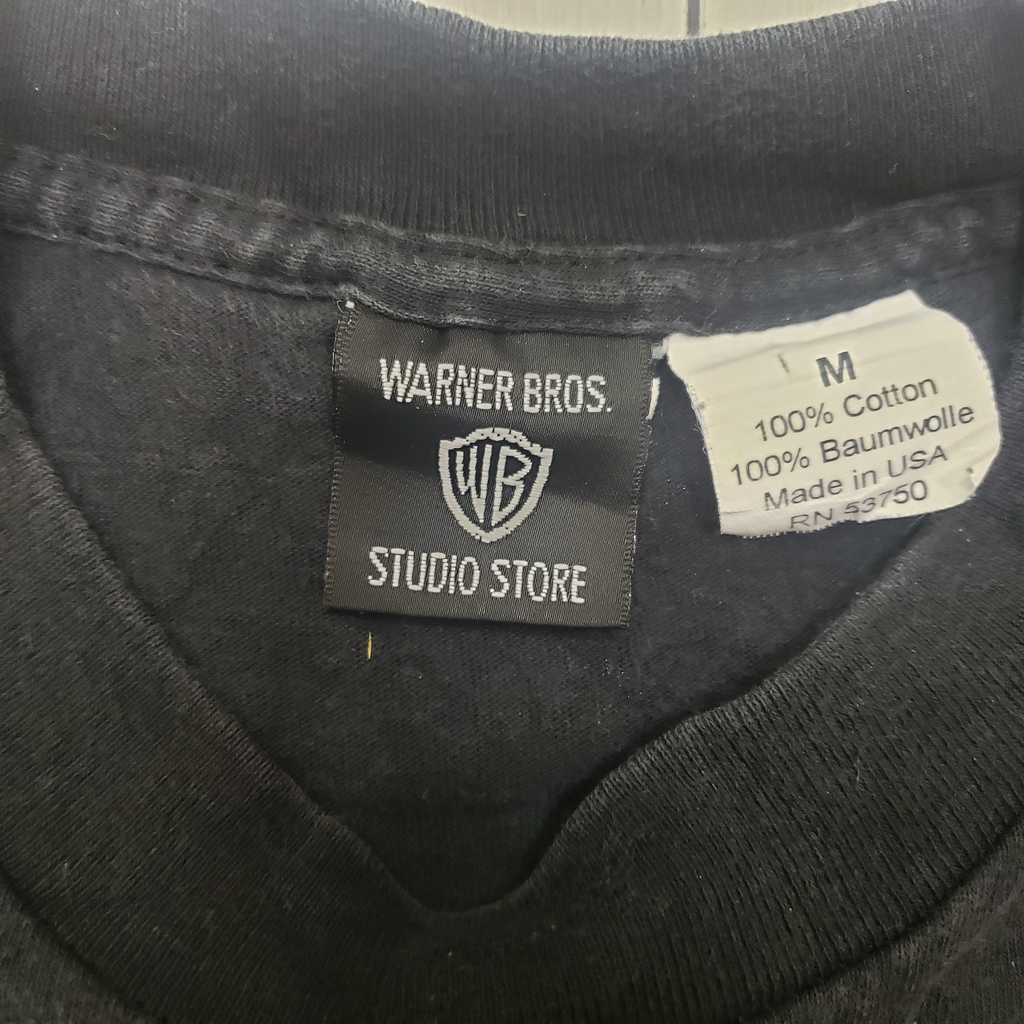 WARNER BROS.
WB
STUDIO STORE
M
100% Cotton
100% Baumwolle
Made in USA
RN 53750